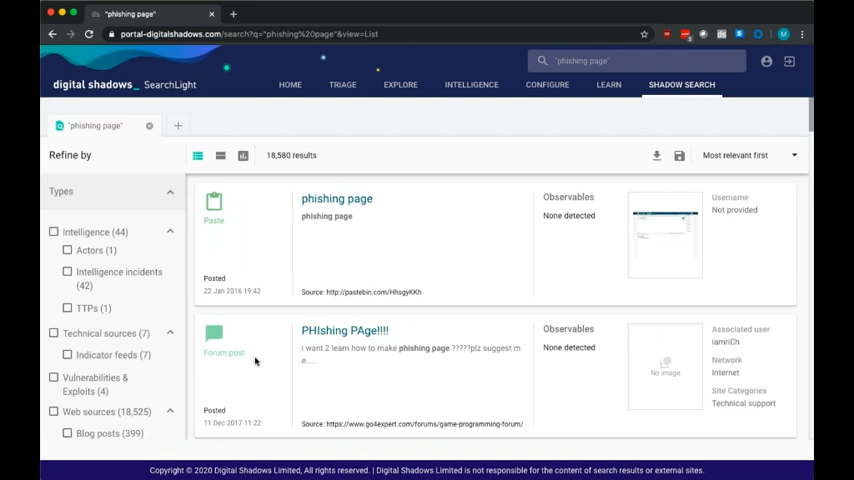 ds "phishing page"
portal-digitalshadows.com/search?q="phishing%20page"&view=List
M
"phishing page"
digital shadows_ SearchLight
HOME TRIAGE EXPLORE INTELLIGENCE CONFIGURE LEARN SHADOW SEARCH
"phishing page"
Refine by
18,580 results
Most relevant first
Types
Intelligence (44)
Actors (1)
Intelligence incidents
(42)
TTPs (1)
Technical sources (7)
Indicator feeds (7)
Vulnerabilities &
Exploits (4)
Web sources (18,525)
Blog posts (399)
Paste
Posted
22 Jan 2016 19:42
phishing page
phishing page
Source: http://pastebin.com/HhsgyKKh
Observables
None detected
Username
Not provided
Forum post
Posted
11 Dec 2017 11:22
PHIshing PAge!!!!
i want 2 learn how to make phishing page ?????plz suggest m
e.....
Source: https://www.go4expert.com/forums/game-programming-forum/
Observables
None detected
No image
Associated user
iamriCh
Network
Internet
Site Categories
Technical support
Copyright © 2020 Digital Shadows Limited, All rights reserved. | Digital Shadows Limited is not responsible for the content of search results or external sites.